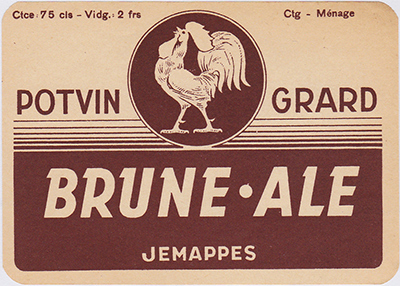 Ctce: 75 cls - Vidg.: 2 frs Ctg - Ménage
POTVIN GRARD
BRUNE·ALE
JEMAPPES